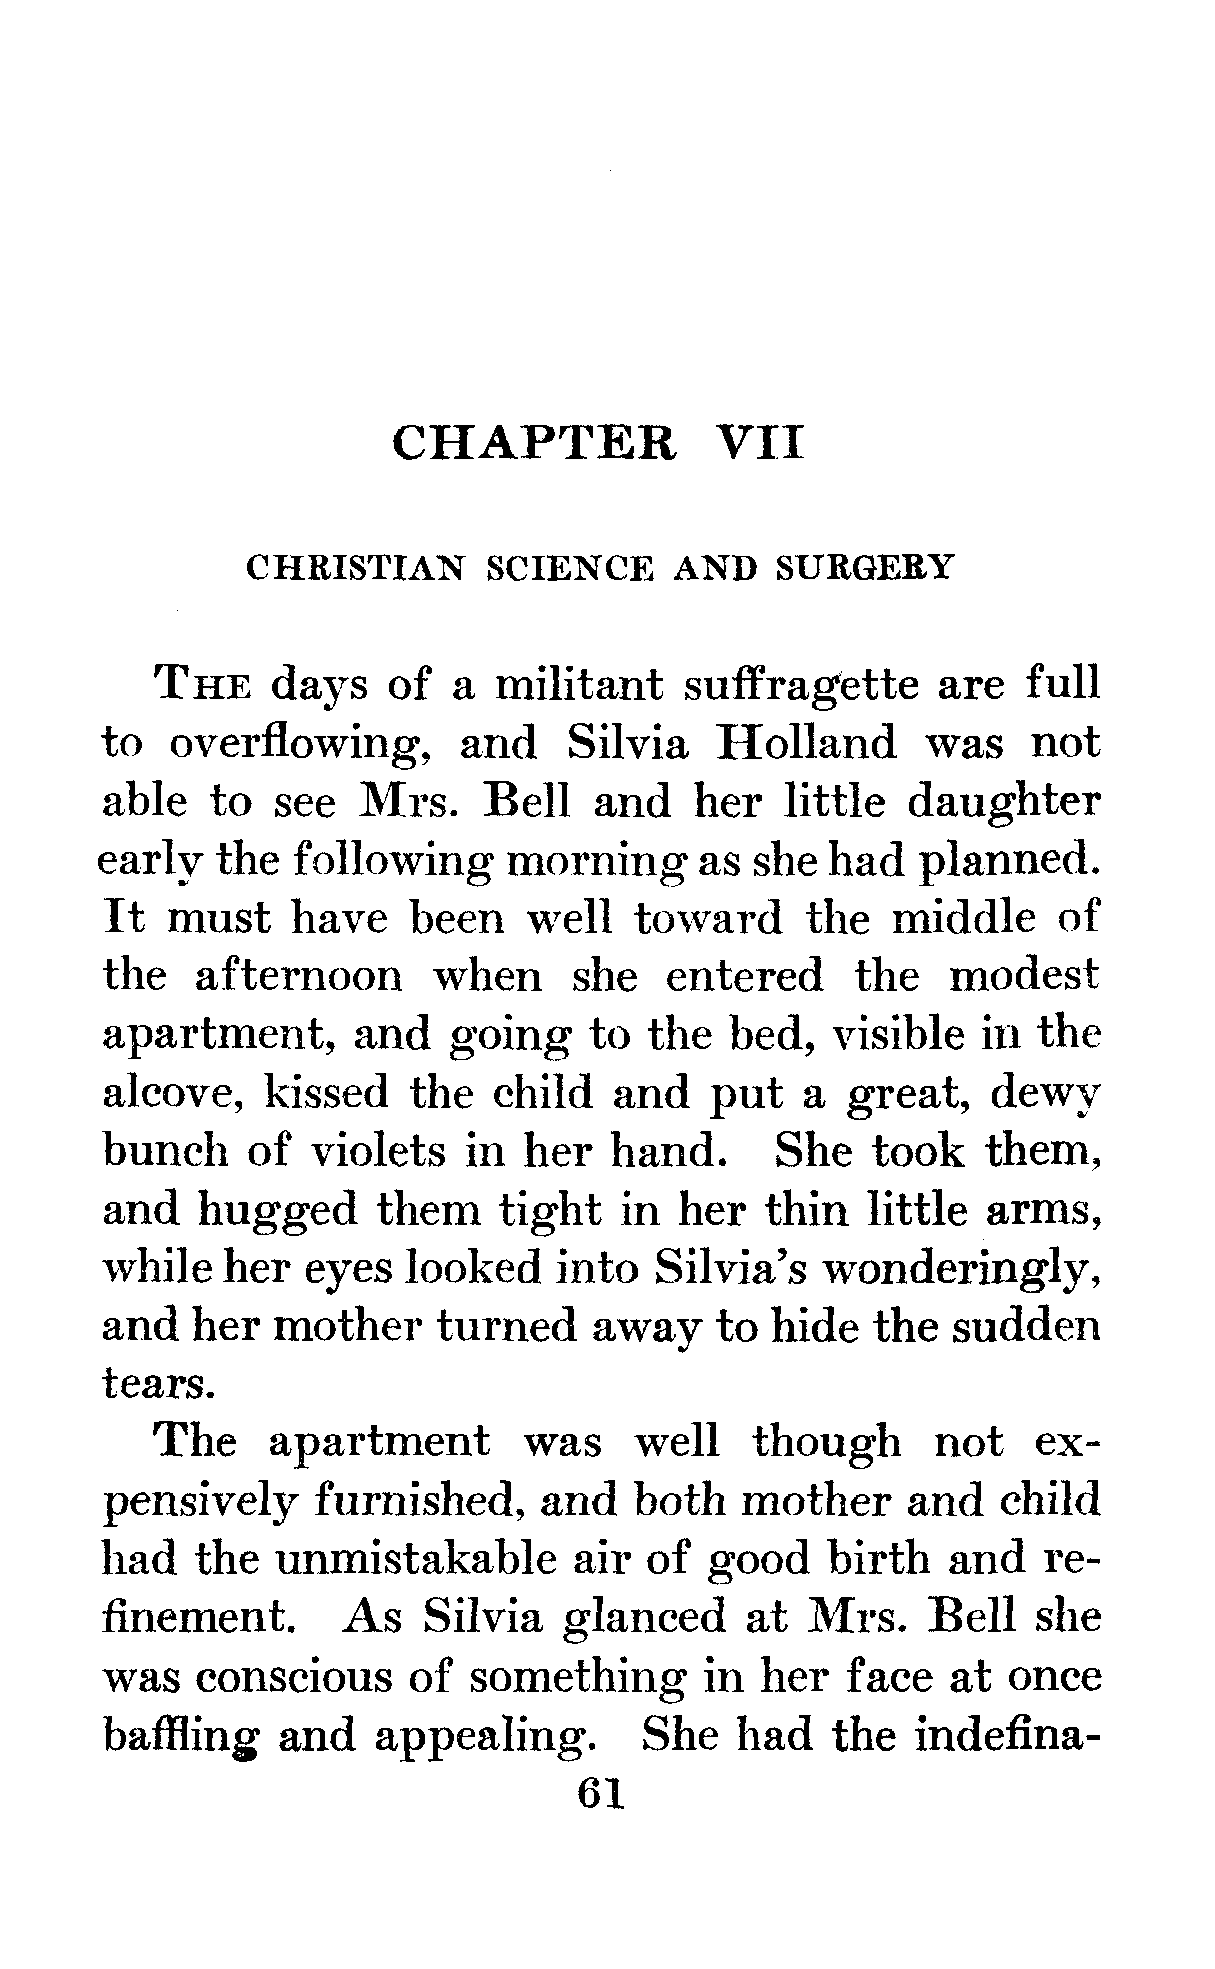 CHAPTER VII
CHRISTIAN SCIENCE AND SURGERY
THE days of a militant suffragette are full
to overflowing, and Silvia Holland was not
able to see Mrs. Bell and her little daughter
early the following morning as she had planned.
It must have been well toward the middle of
the afternoon when she entered the modest
apartment, and going to the bed, visible in the
alcove, kissed the child and put a great, dewy
bunch of violets in her hand. She took them,
and hugged them tight in her thin little arms,
while her eyes looked into Silvia's wonderingly,
and her mother turned away to hide the sudden
tears.
The apartment was well though not ex-
pensively furnished, and both mother and child
had the unmistakable air of good birth and re-
finement. As Silvia glanced at Mrs. Bell she
was conscious of something in her face at once
baffling and appealing. She had the indefina-
61